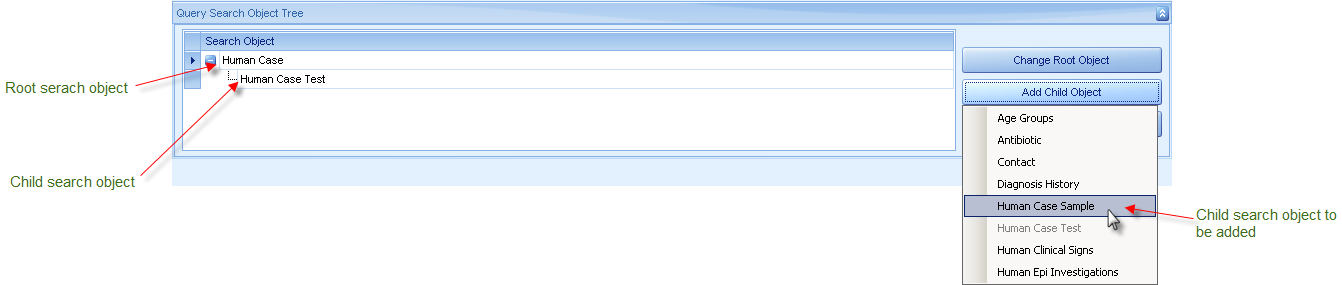 Query Search Object Tree
Search Object
Human Case
Human Case Test
Change Root Object
Add Child Object
Age Groups
Antibiotic
Contact
Diagnosis History
Human Case Sample
Human Case Test
Human Clinical Signs
Human Epi Investigations
Root serach object
Child search object
Child search object to
be added